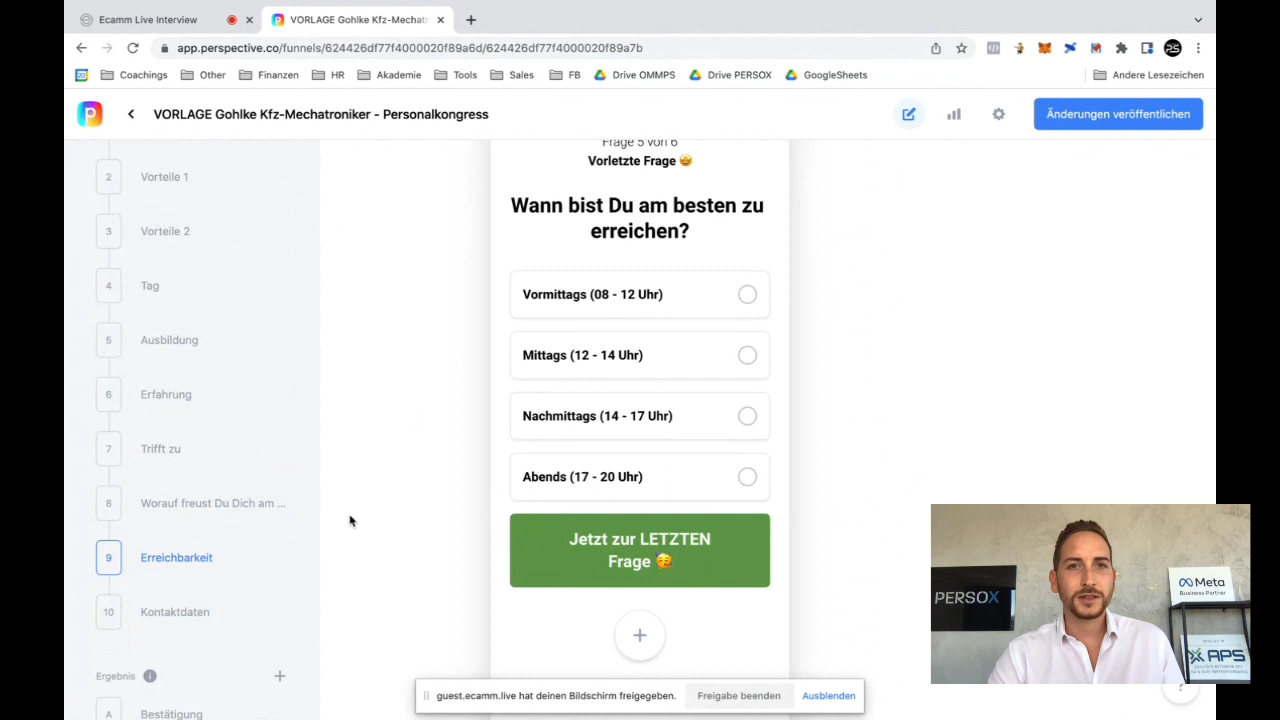 Ecamm Live Interview
VORLAGE Gohlke Kfz-Mechatr
app.perspective.co/funnels/624426df77f4000020f89a6d/624426df77f4000020f89a7b
Coachings
Other
Finanzen
HR
Akademie
Tools
Sales
FB
Drive OMMPS
Drive PERSOX
GoogleSheets
Andere Lesezeichen
VORLAGE Gohlke Kfz-Mechatroniker - Personalkongress
Änderungen veröffentlichen
2 Vorteile 1
3 Vorteile 2
4 Tag
5 Ausbildung
6 Erfahrung
7 Trifft zu
8 Worauf freust Du Dich am ...
9 Erreichbarkeit
10 Kontaktdaten
Ergebnis
A Bestätigung
Frage 5 von 6
Vorletzte Frage 🤩
Wann bist Du am besten zu
erreichen?
Vormittags (08 - 12 Uhr)
Mittags (12 - 14 Uhr)
Nachmittags (14 - 17 Uhr)
Abends (17 - 20 Uhr)
Jetzt zur LETZTEN
Frage 🥳
guest.ecamm.live hat deinen Bildschirm freigegeben.
Freigabe beenden
Ausblenden
PERSOX
Meta
Business Partner
APS